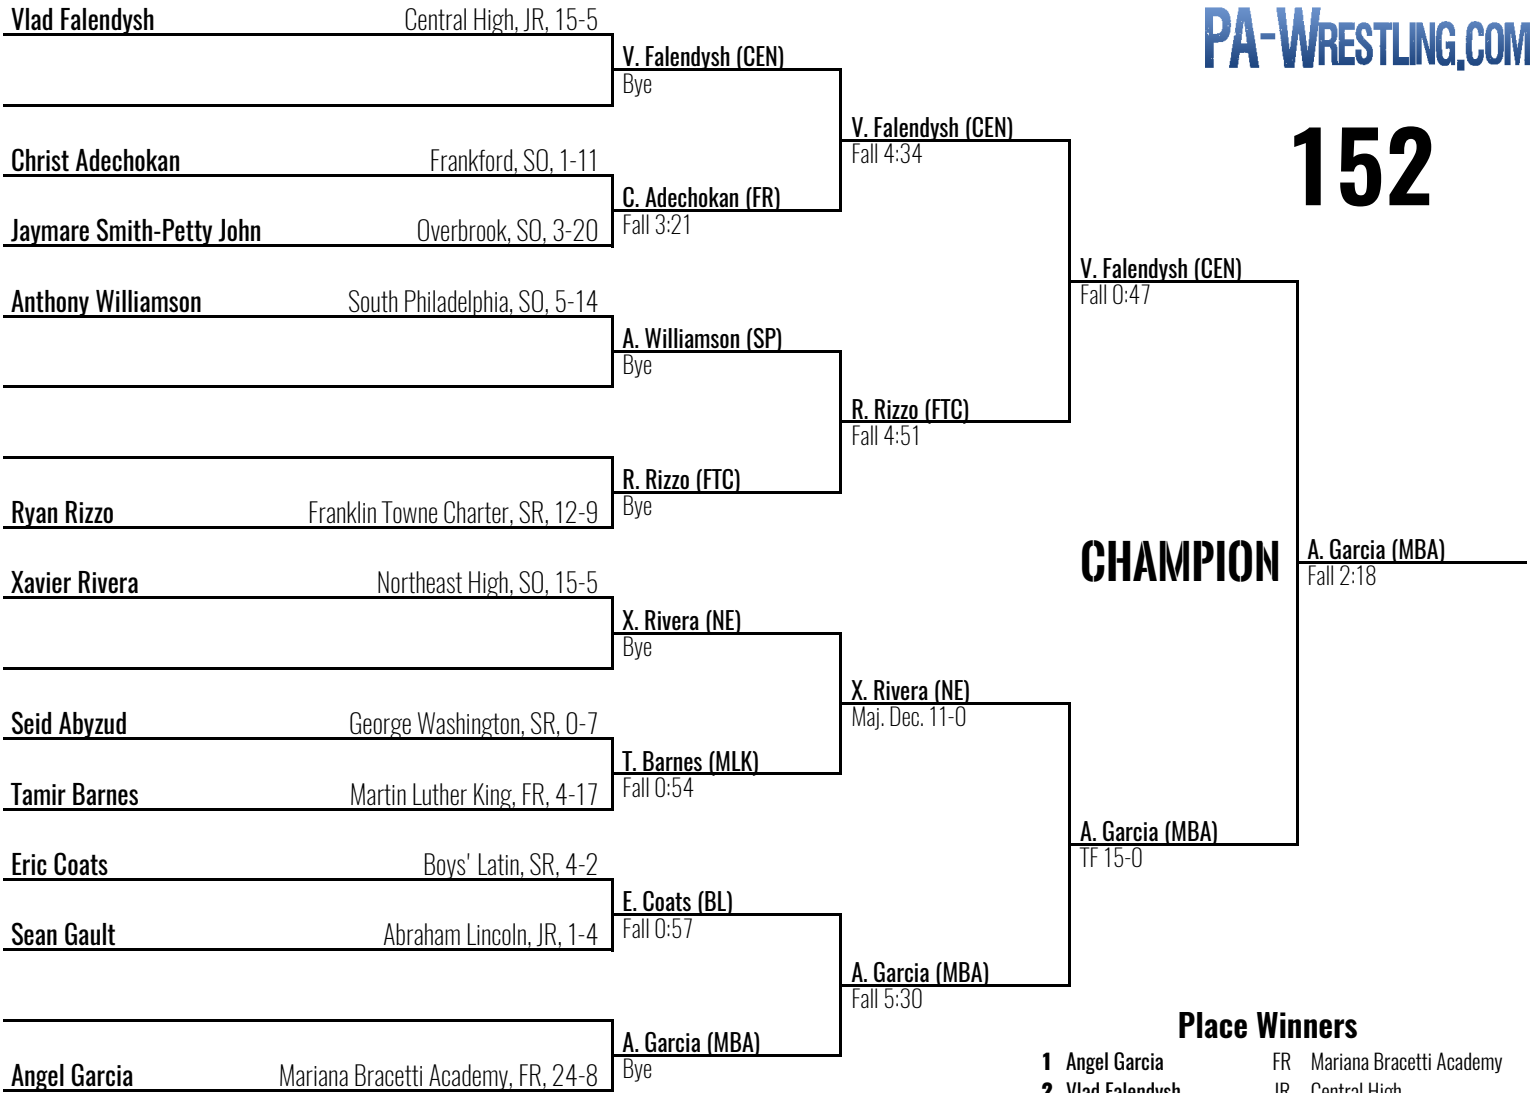 PA-WRESTLING.COM
152
Vlad Falendysh Central High, JR, 15-5
V. Falendysh (CEN)
Bye
V. Falendysh (CEN)
Fall 4:34
Christ Adechokan Frankford, SO, 1-11
C. Adechokan (FR)
Fall 3:21
Jaymare Smith-Petty John Overbrook, SO, 3-20
V. Falendysh (CEN)
Fall 0:47
Anthony Williamson South Philadelphia, SO, 5-14
A. Williamson (SP)
Bye
R. Rizzo (FTC)
Fall 4:51
R. Rizzo (FTC)
Bye
Ryan Rizzo Franklin Towne Charter, SR, 12-9
CHAMPION
A. Garcia (MBA)
Fall 2:18
Xavier Rivera Northeast High, SO, 15-5
X. Rivera (NE)
Bye
X. Rivera (NE)
Maj. Dec. 11-0
Seid Abyzud George Washington, SR, 0-7
T. Barnes (MLK)
Fall 0:54
Tamir Barnes Martin Luther King, FR, 4-17
A. Garcia (MBA)
TF 15-0
Eric Coats Boys' Latin, SR, 4-2
E. Coats (BL)
Fall 0:57
Sean Gault Abraham Lincoln, JR, 1-4
A. Garcia (MBA)
Fall 5:30
A. Garcia (MBA)
Bye
Angel Garcia Mariana Bracetti Academy, FR, 24-8
Place Winners
1 Angel Garcia FR Mariana Bracetti Academy
2 Vlad Falendysh JR Central High